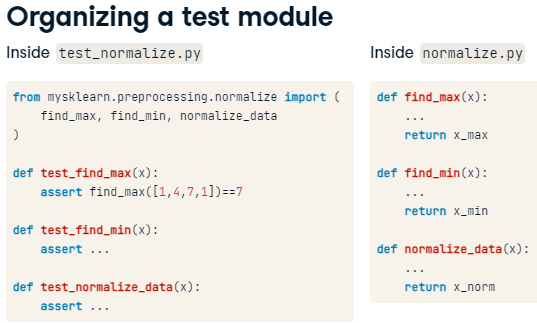 Organizing a test module
Inside test_normalize.py
from mysklearn.preprocessing.normalize import (
    find_max, find_min, normalize_data
)
def test_find_max(x):
    assert find_max([1,4,7,1])==7
def test_find_min(x):
    assert ...
def test_normalize_data(x):
    assert ...
Inside normalize.py
def find_max(x):
    ...
    return x_max
def find_min(x):
    ...
    return x_min
def normalize_data(x):
    ...
    return x_norm